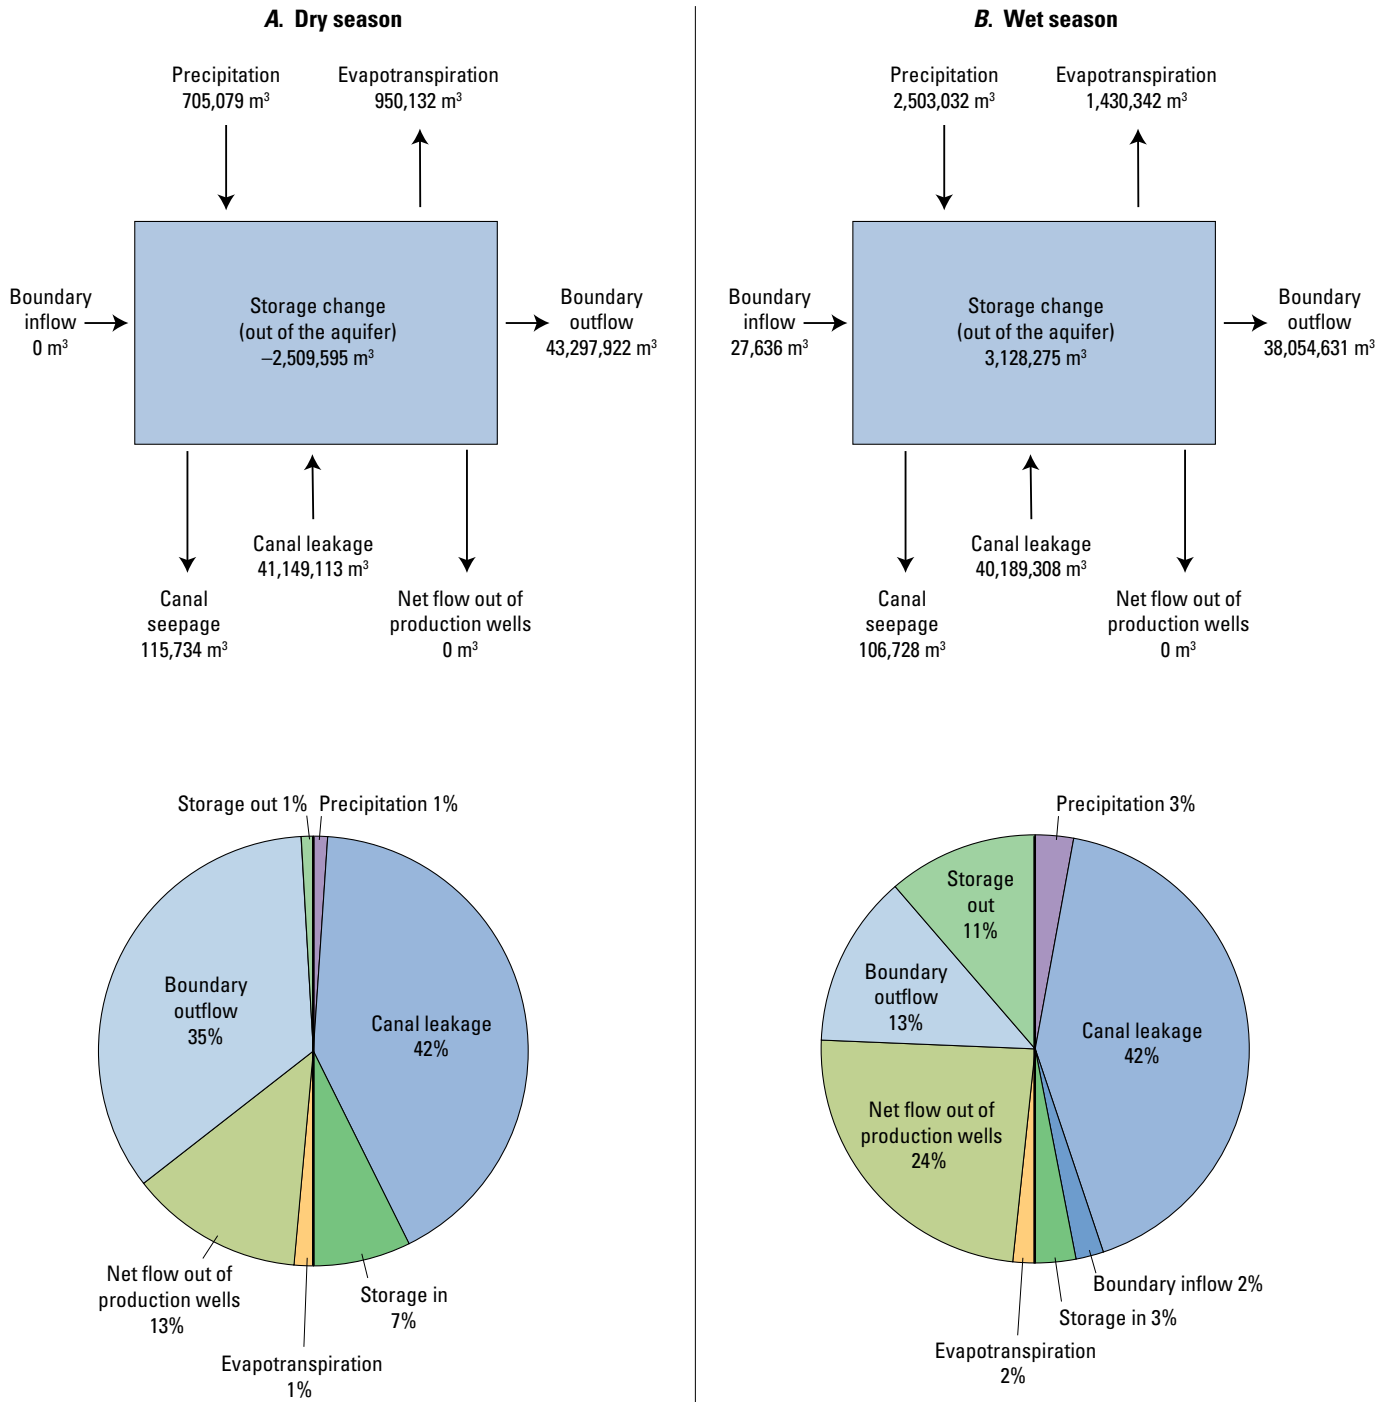 A. Dry season
Precipitation
705,079 m³
Evapotranspiration
950,132 m³
Boundary
inflow
0 m³
Storage change
(out of the aquifer)
–2,509,595 m³
Boundary
outflow
43,297,922 m³
Canal leakage
41,149,113 m³
Canal
seepage
115,734 m³
Net flow out of
production wells
0 m³
Storage out 1%
Precipitation 1%
Boundary
outflow
35%
Canal leakage
42%
Net flow out of
production wells
13%
Storage in
7%
Evapotranspiration
1%
B. Wet season
Precipitation
2,503,032 m³
Evapotranspiration
1,430,342 m³
Boundary
inflow
27,636 m³
Storage change
(out of the aquifer)
3,128,275 m³
Boundary
outflow
38,054,631 m³
Canal leakage
40,189,308 m³
Canal
seepage
106,728 m³
Net flow out of
production wells
0 m³
Precipitation 3%
Storage
out
11%
Boundary
outflow
13%
Canal leakage
42%
Net flow out of
production wells
24%
Boundary inflow 2%
Storage in 3%
Evapotranspiration
2%